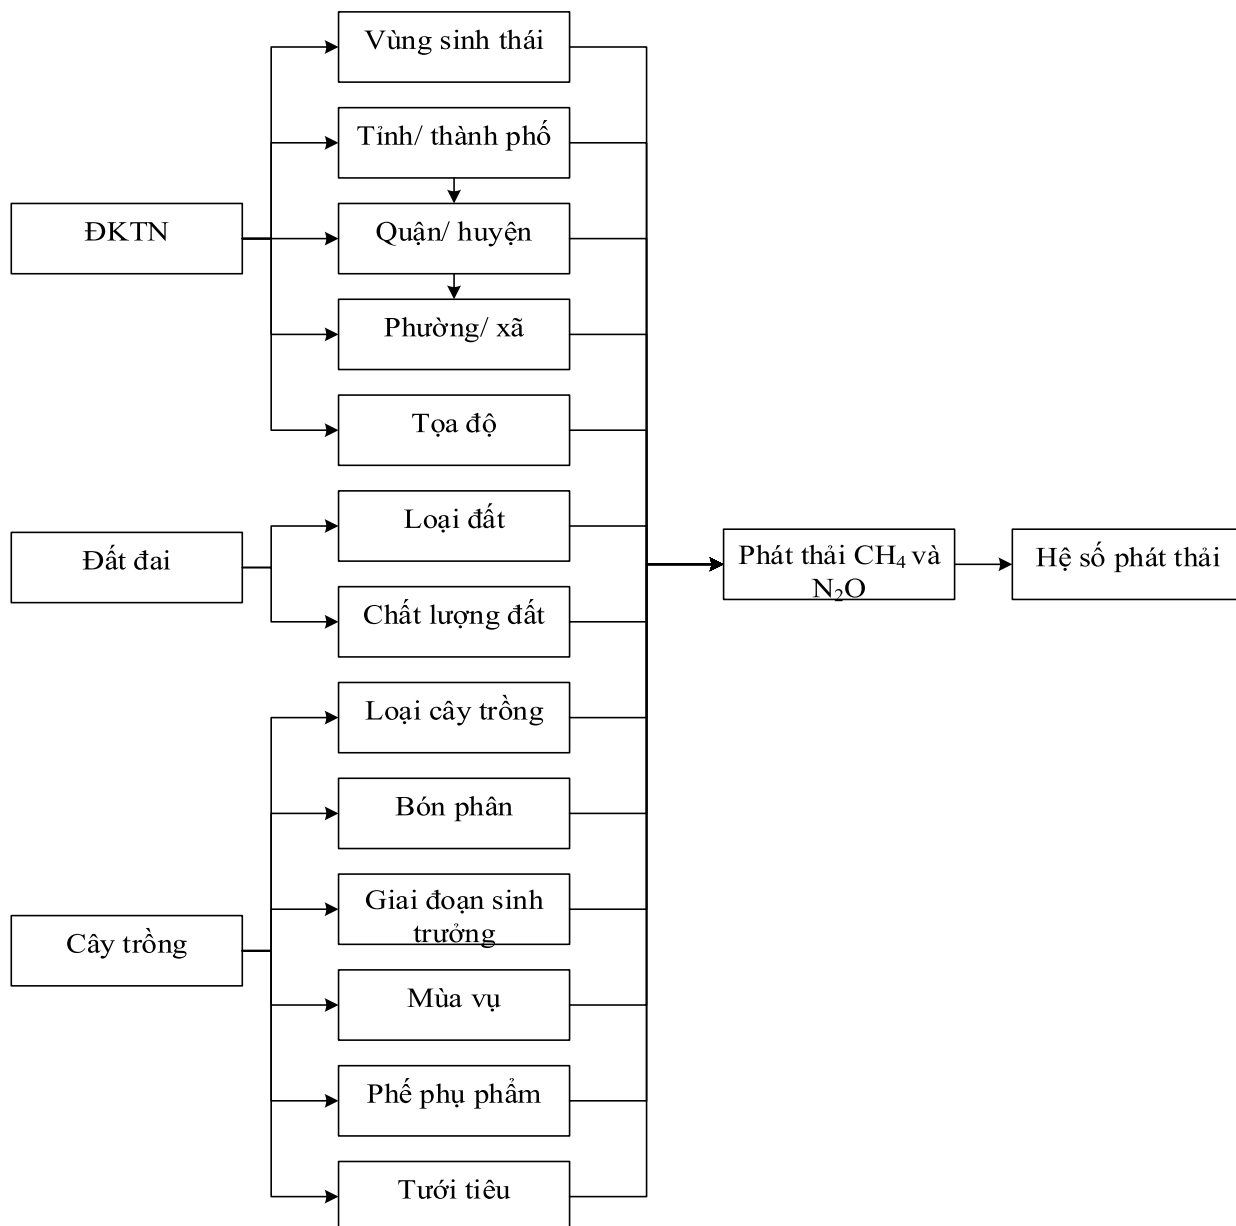 Vùng sinh thái
Tỉnh/ thành phố
ĐKTN
Quận/ huyện
Phường/ xã
Tọa độ
Loại đất
Đất đai
Chất lượng đất
Phát thải CH₄ và
N₂O
Hệ số phát thải
Loại cây trồng
Bón phân
Giai đoạn sinh
trưởng
Cây trồng
Mùa vụ
Phế phụ phẩm
Tưới tiêu